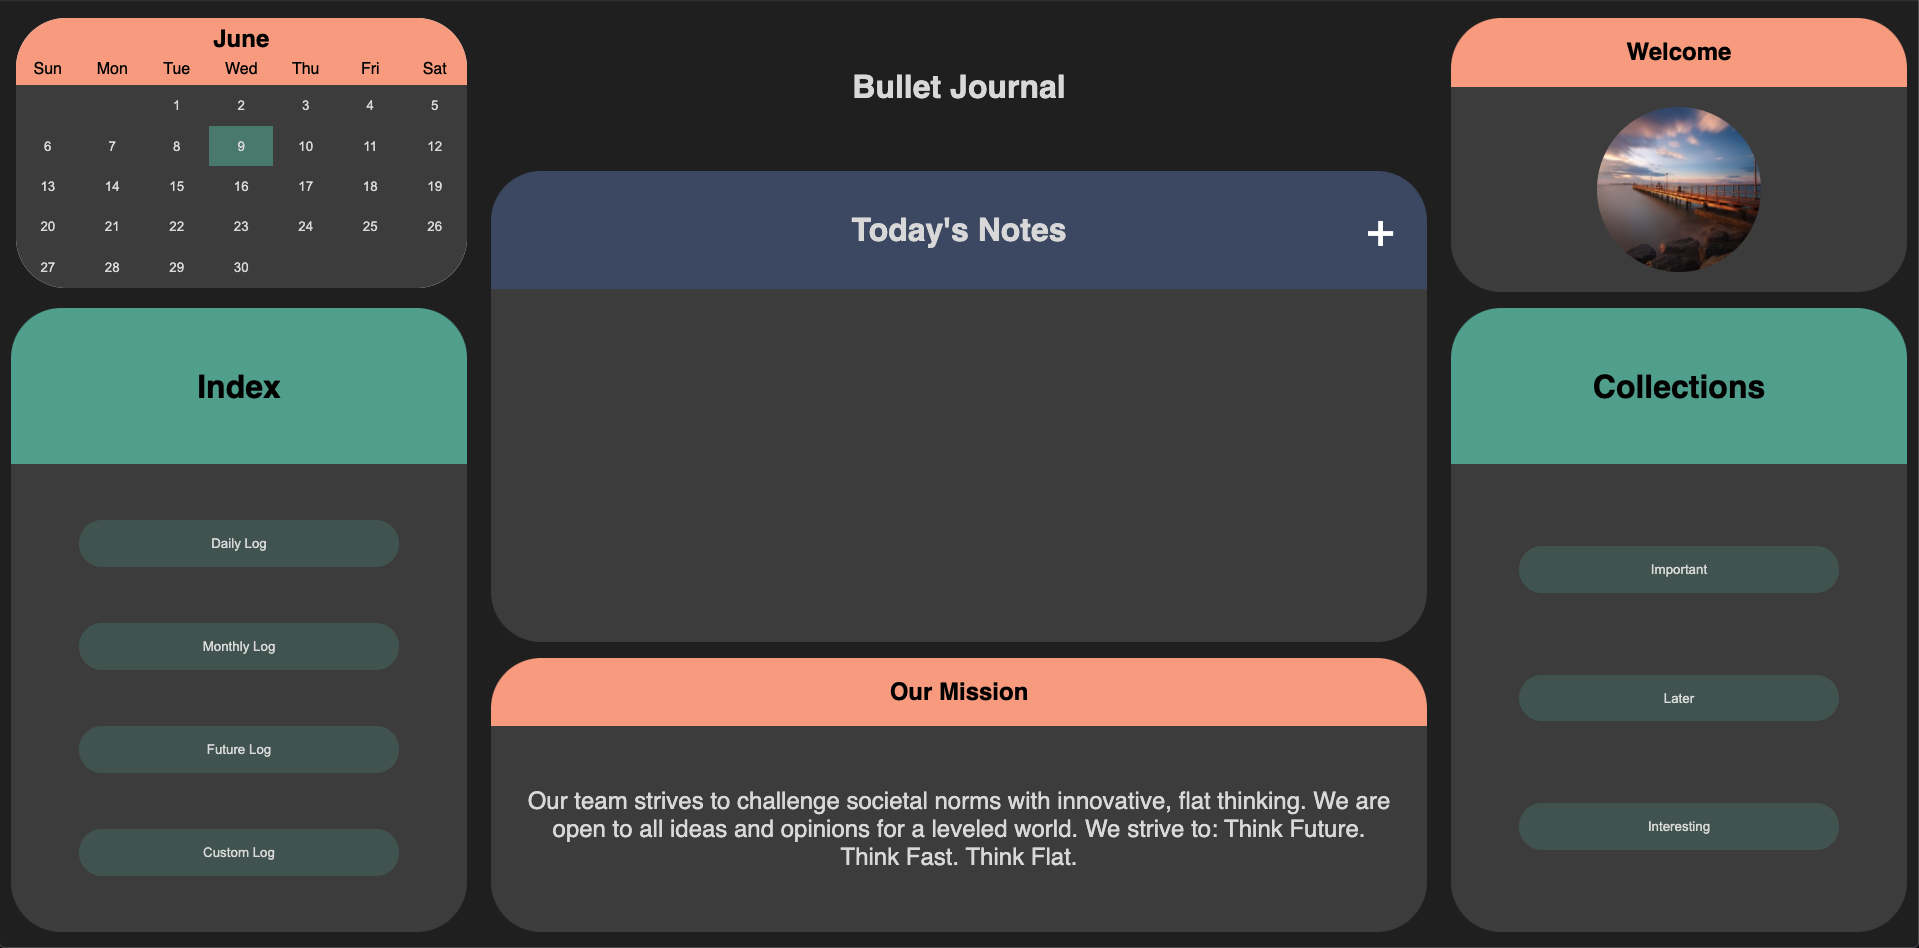 June
Sun Mon Tue Wed Thu Fri Sat
1 2 3 4 5
6 7 8 9 10 11 12
13 14 15 16 17 18 19
20 21 22 23 24 25 26
27 28 29 30
Index
Daily Log
Monthly Log
Future Log
Custom Log
Bullet Journal
Today's Notes
+
Our Mission
Our team strives to challenge societal norms with innovative, flat thinking. We are
open to all ideas and opinions for a leveled world. We strive to: Think Future.
Think Fast. Think Flat.
Welcome
Collections
Important
Later
Interesting